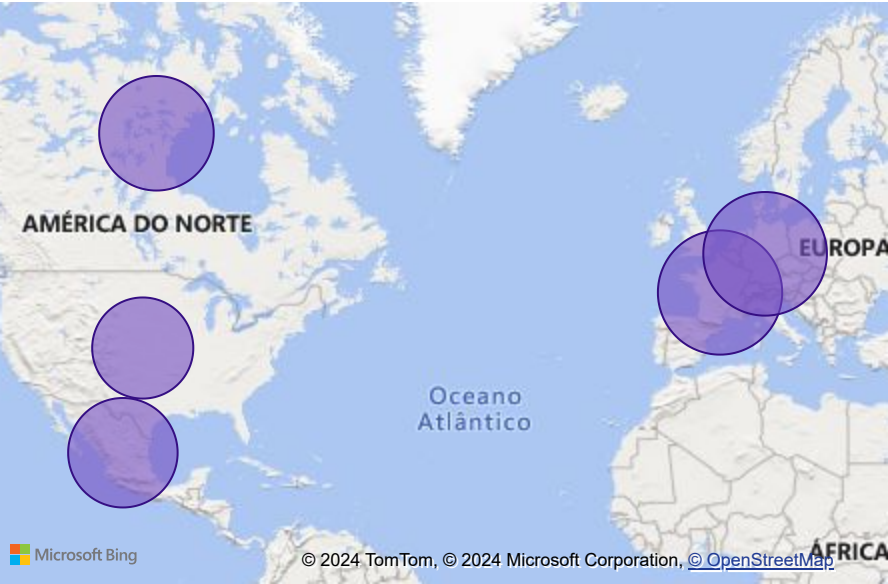 AMÉRICA DO NORTE
EUROPA
Oceano
Atlântico
ÁFRICA
Microsoft Bing
© 2024 TomTom, © 2024 Microsoft Corporation, © OpenStreetMap